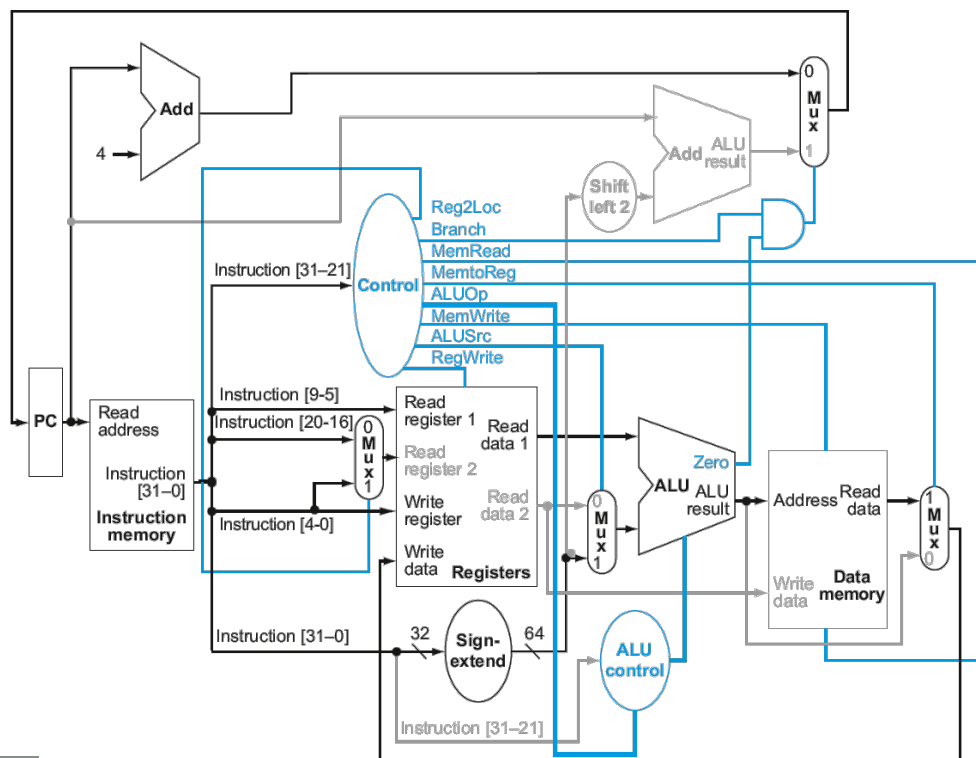 0
M
u
x
1
Add
4
Add
ALU
result
Shift
left 2
Reg2Loc
Branch
MemRead
MemtoReg
ALUOp
MemWrite
ALUSrc
RegWrite
Instruction [31–21]
Control
PC
Read
address
Instruction
[31–0]
Instruction
memory
Instruction [9-5]
Instruction [20-16]
Instruction [4-0]
0
M
u
x
1
Read
register 1
Read
register 2
Write
register
Write
data
Read
data 1
Read
data 2
Registers
0
M
u
x
1
Zero
ALU
ALU
result
Address
Read
data
Write
data
Data
memory
1
M
u
x
0
Instruction [31–0]
32
Sign-
extend
64
ALU
control
Instruction [31–21]